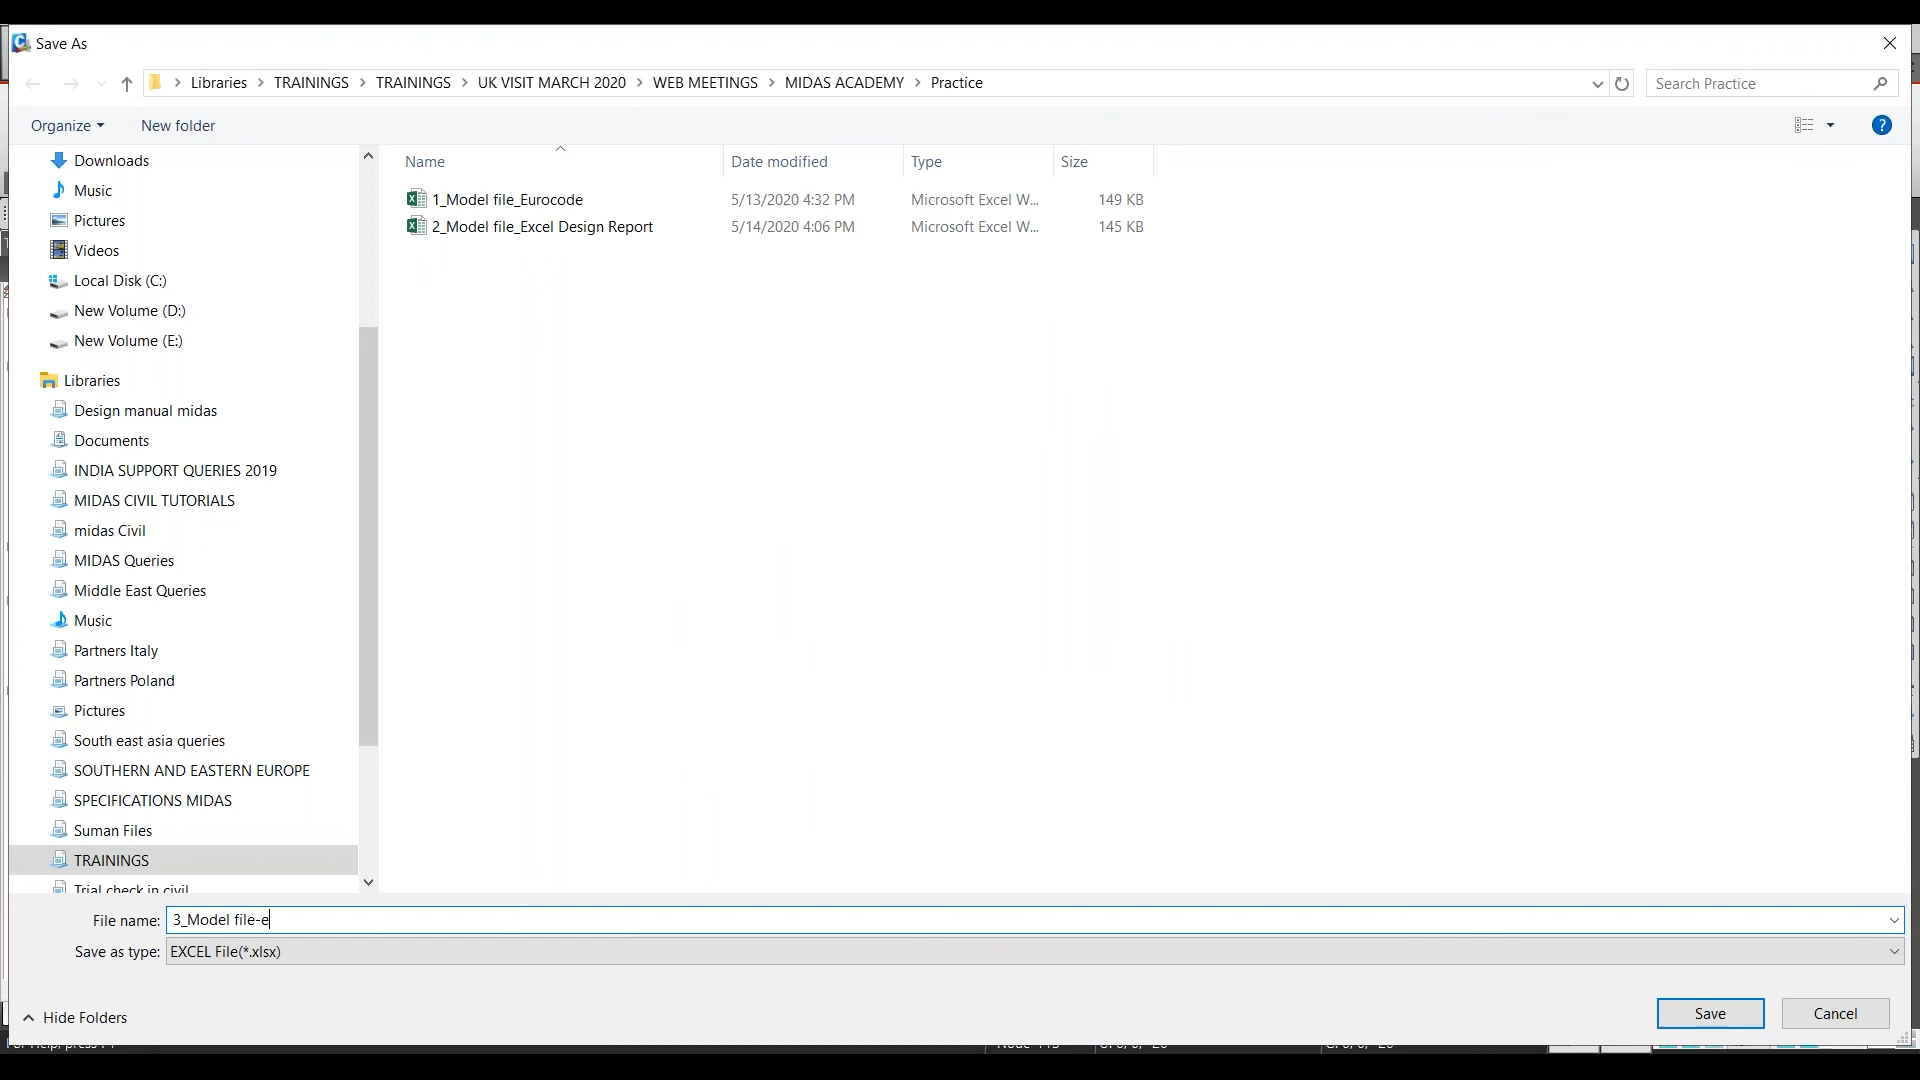 Save As
Libraries > TRAININGS > TRAININGS > UK VISIT MARCH 2020 > WEB MEETINGS > MIDAS ACADEMY > Practice
Search Practice
Organize
New folder
Name Date modified Type Size
1_Model file_Eurocode 5/13/2020 4:32 PM Microsoft Excel W... 149 KB
2_Model file_Excel Design Report 5/14/2020 4:06 PM Microsoft Excel W... 145 KB
Downloads
Music
Pictures
Videos
Local Disk (C:)
New Volume (D:)
New Volume (E:)
Libraries
Design manual midas
Documents
INDIA SUPPORT QUERIES 2019
MIDAS CIVIL TUTORIALS
midas Civil
MIDAS Queries
Middle East Queries
Music
Partners Italy
Partners Poland
Pictures
South east asia queries
SOUTHERN AND EASTERN EUROPE
SPECIFICATIONS MIDAS
Suman Files
TRAININGS
Trial check in civil
File name: 3_Model file-e
Save as type: EXCEL File(*.xlsx)
Hide Folders
Save
Cancel